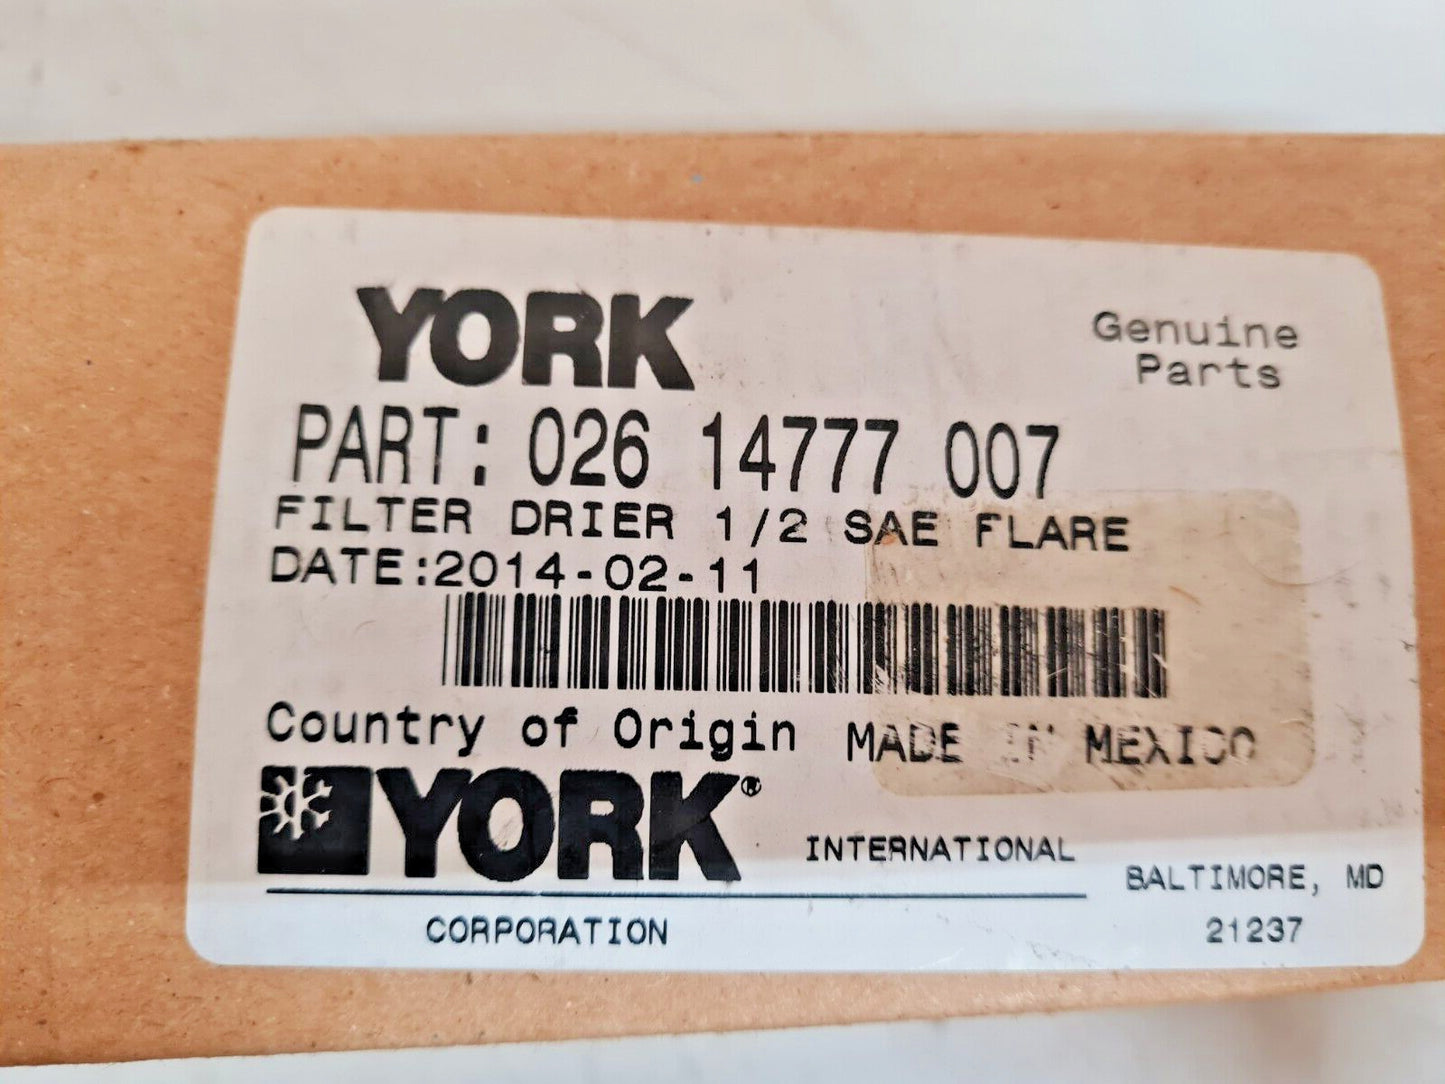 YORK
Genuine
Parts
PART: 026 14777 007
FILTER DRIER 1/2 SAE FLARE
DATE:2014-02-11
Country of Origin MADE IN MEXICO
YORK® INTERNATIONAL
CORPORATION
BALTIMORE, MD
21237